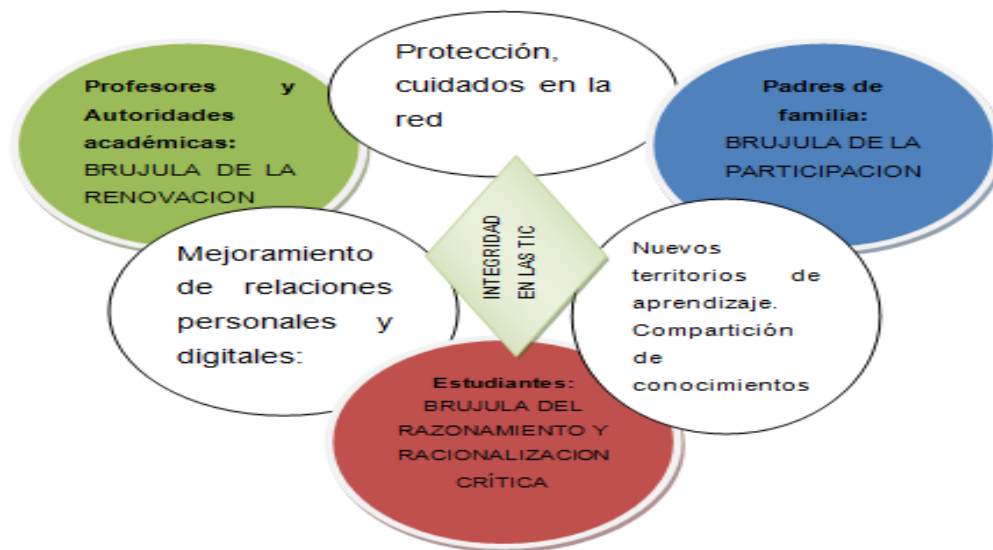 Profesores y
Autoridades
académicas:
BRUJULA DE LA
RENOVACION
Protección,
cuidados en la
red
Padres de
familia:
BRUJULA DE LA
PARTICIPACION
Mejoramiento
de relaciones
personales y
digitales:
INTEGRIDAD
EN LAS TIC
Nuevos
territorios de
aprendizaje.
Compartición
de
conocimientos
Estudiantes:
BRUJULA DEL
RAZONAMIENTO Y
RACIONALIZACION
CRÍTICA